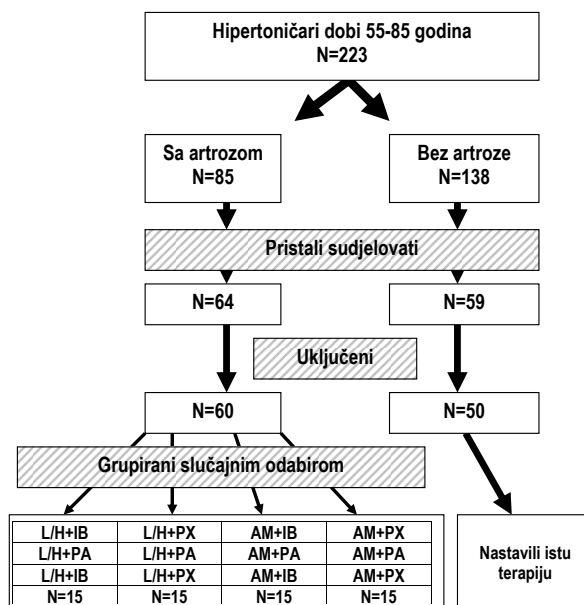 Hipertoničari dobi 55-85 godina
N=223
Sa artrozom
N=85
Bez artroze
N=138
Pristali sudjelovati
N=64
N=59
Uključeni
N=60
N=50
Grupirani slučajnim odabirom
L/H+IB L/H+PX AM+IB AM+PX
L/H+PA L/H+PA AM+PA AM+PA
L/H+IB L/H+PX AM+IB AM+PX
N=15 N=15 N=15 N=15
Nastavili istu
terapiju